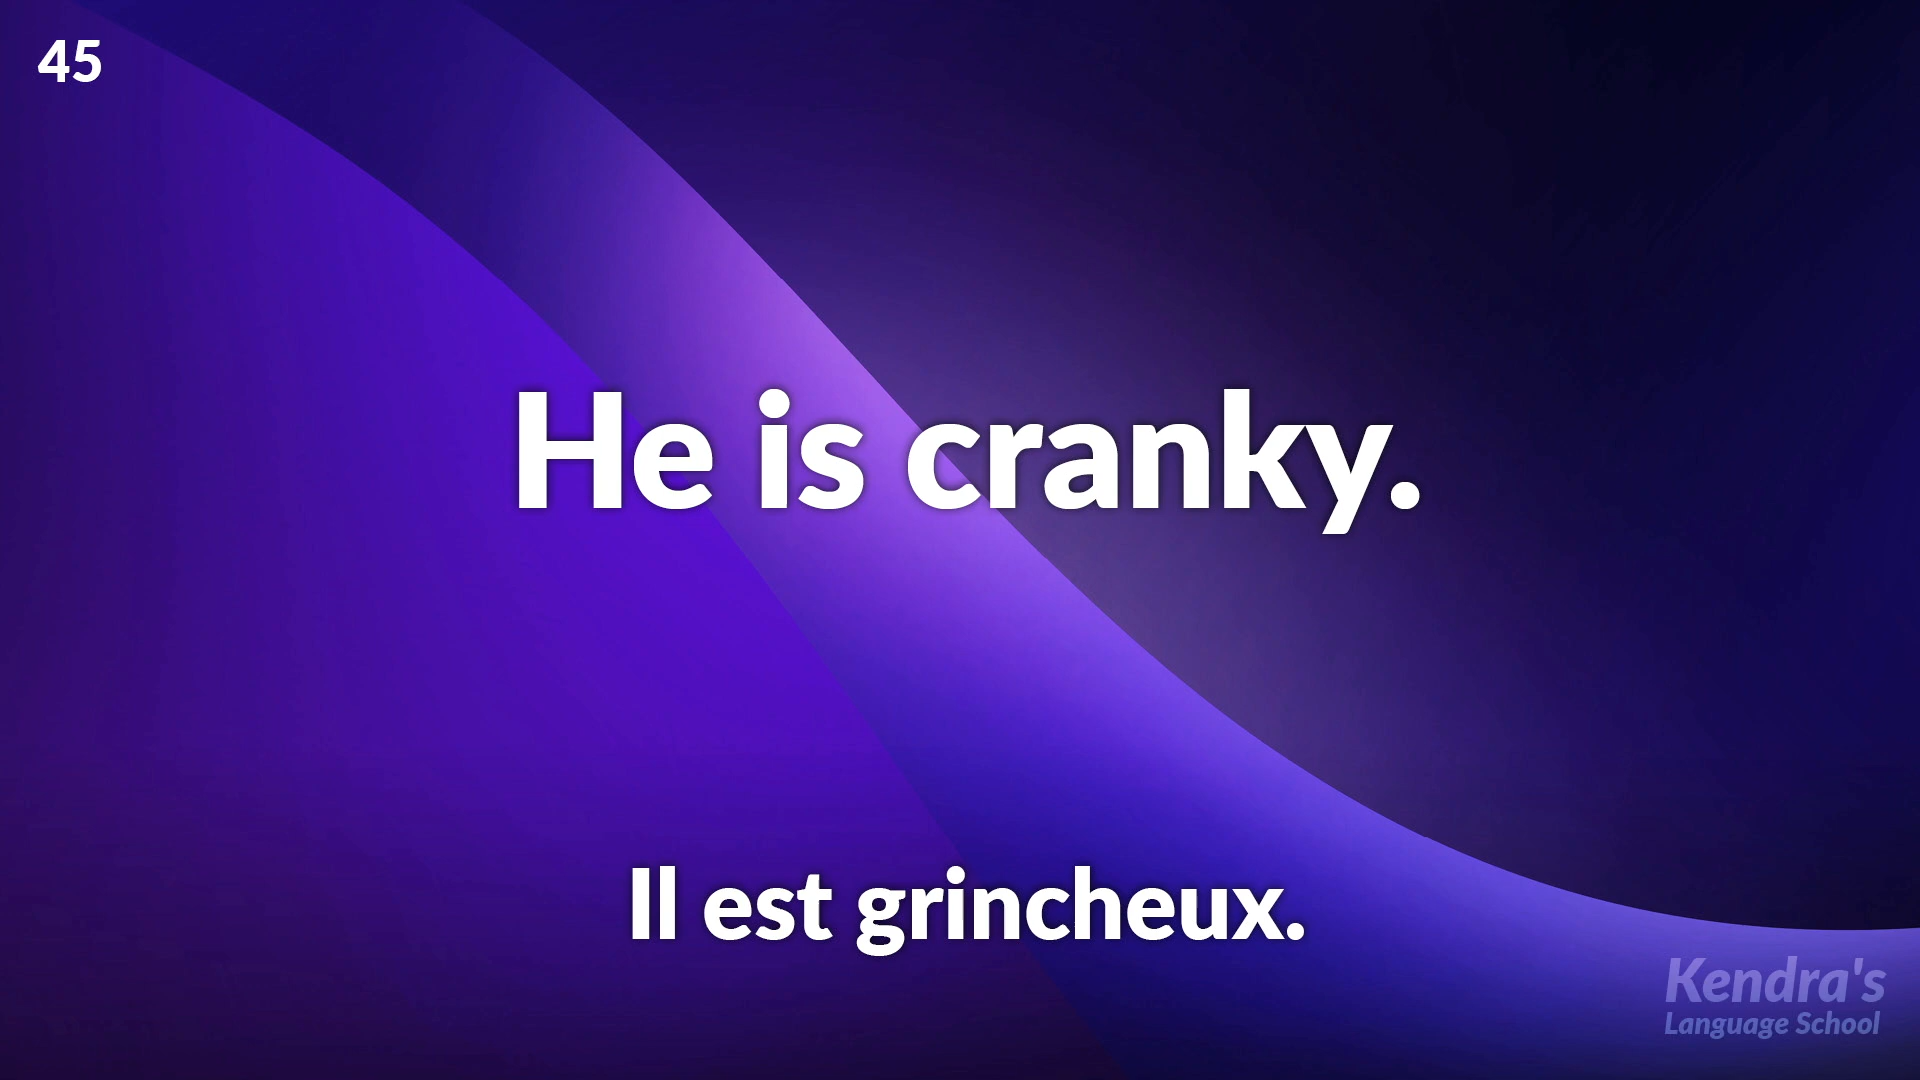 45
He is cranky.
Il est grincheux.
Kendra's
Language School